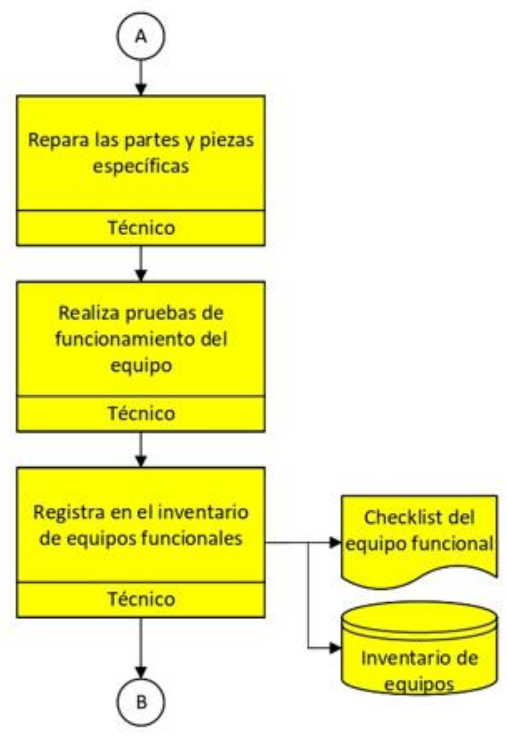 A
Repara las partes y piezas
específicas
Técnico
Realiza pruebas de
funcionamiento del
equipo
Técnico
Registra en el inventario
de equipos funcionales
Técnico
Checklist del
equipo funcional
Inventario de
equipos
B